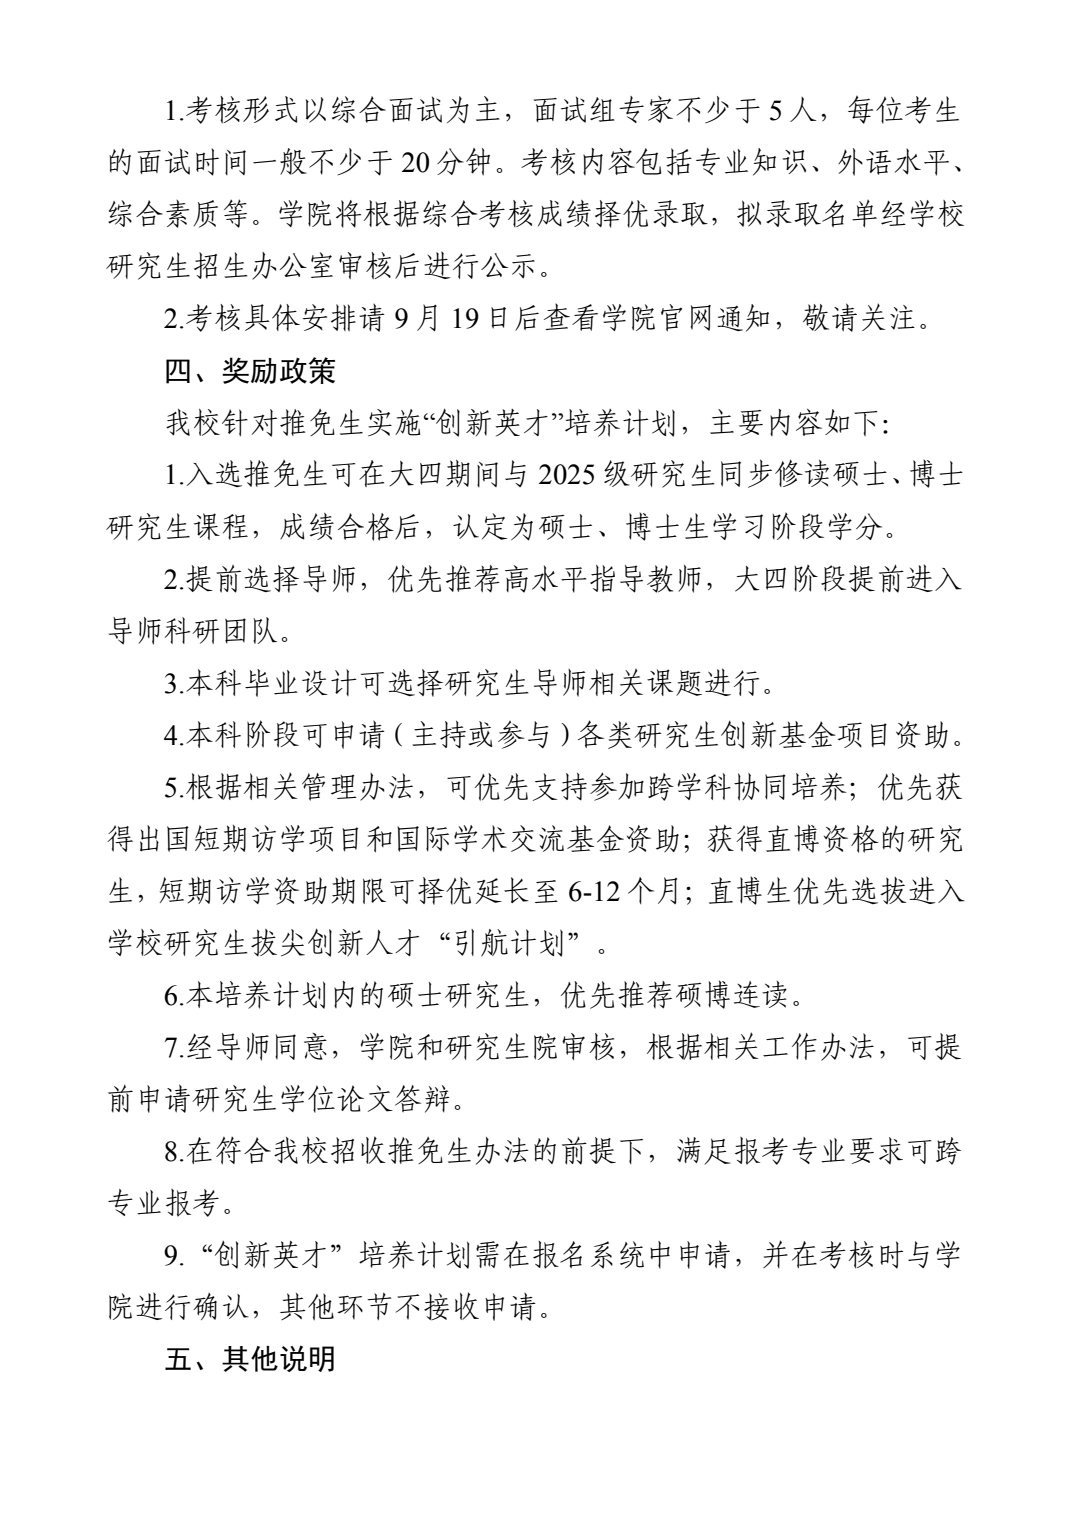 1.考核形式以综合面试为主，面试组专家不少于 5 人，每位考生
的面试时间一般不少于 20 分钟。考核内容包括专业知识、外语水平、
综合素质等。学院将根据综合考核成绩择优录取，拟录取名单经学校
研究生招生办公室审核后进行公示。
2.考核具体安排请 9 月 19 日后查看学院官网通知，敬请关注。
四、奖励政策
我校针对推免生实施“创新英才”培养计划，主要内容如下：
1.入选推免生可在大四期间与 2025 级研究生同步修读硕士、博士
研究生课程，成绩合格后，认定为硕士、博士生学习阶段学分。
2.提前选择导师，优先推荐高水平指导教师，大四阶段提前进入
导师科研团队。
3.本科毕业设计可选择研究生导师相关课题进行。
4.本科阶段可申请（主持或参与）各类研究生创新基金项目资助。
5.根据相关管理办法，可优先支持参加跨学科协同培养；优先获
得出国短期访学项目和国际学术交流基金资助；获得直博资格的研究
生，短期访学资助期限可择优延长至 6-12 个月；直博生优先选拔进入
学校研究生拔尖创新人才“引航计划”。
6.本培养计划内的硕士研究生，优先推荐硕博连读。
7.经导师同意，学院和研究生院审核，根据相关工作办法，可提
前申请研究生学位论文答辩。
8.在符合我校招收推免生办法的前提下，满足报考专业要求可跨
专业报考。
9.“创新英才”培养计划需在报名系统中申请，并在考核时与学
院进行确认，其他环节不接收申请。
五、其他说明